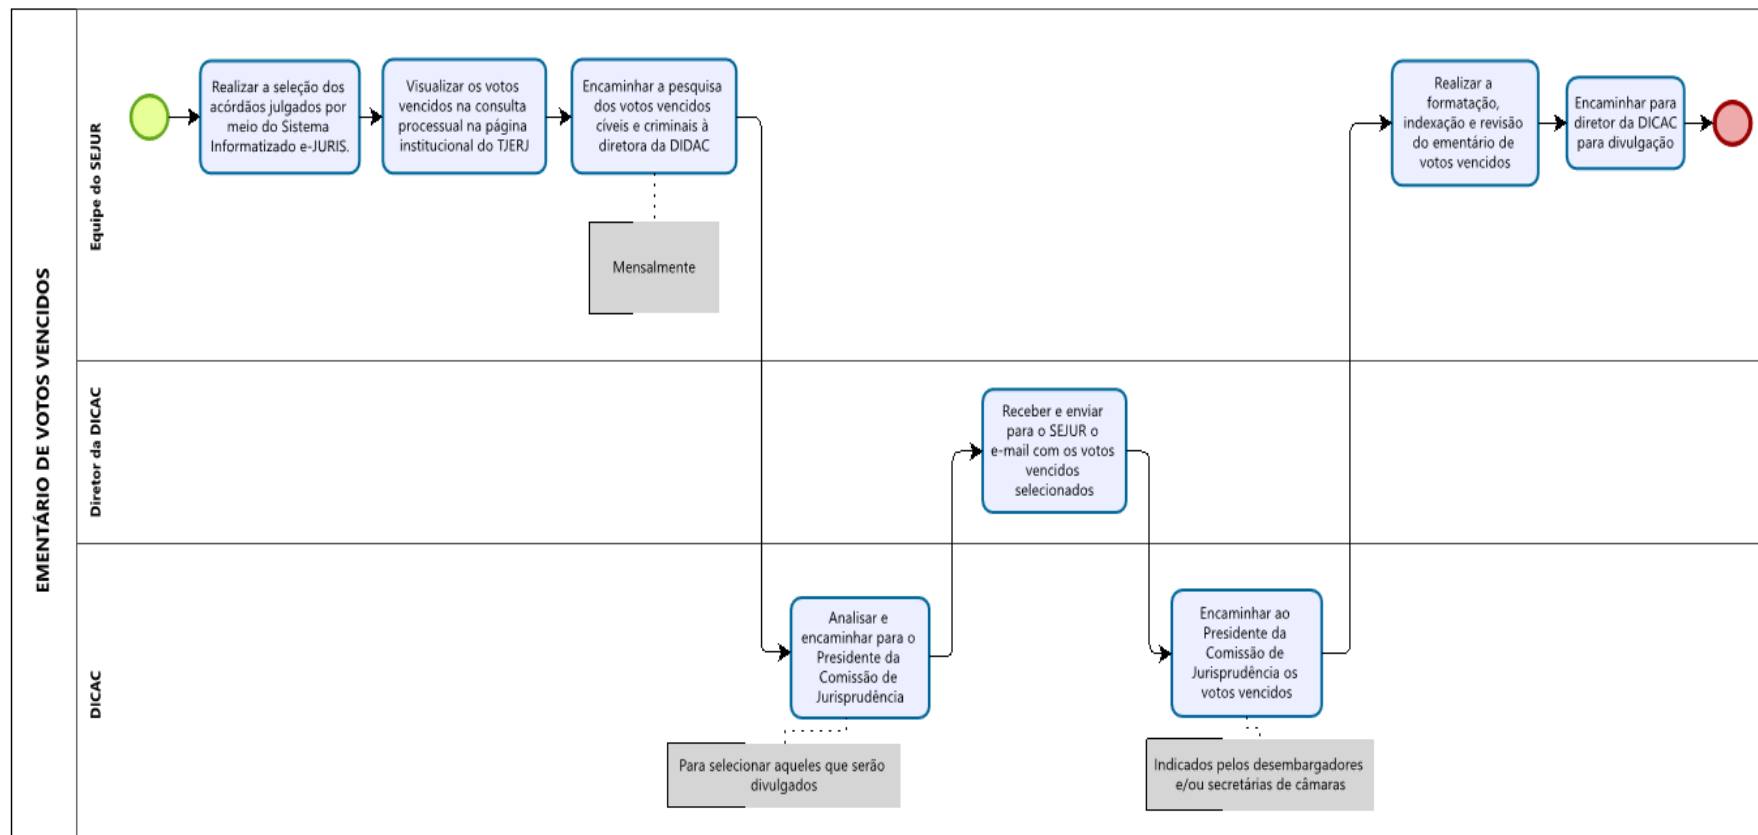 EMENTÁRIO DE VOTOS VENCIDOS
Equipe do SEJUR
Realizar a seleção dos
acórdãos julgados por
meio do Sistema
Informatizado e-JURIS.
Visualizar os votos
vencidos na consulta
processual na página
institucional do TJERJ
Encaminhar a pesquisa
dos votos vencidos
cíveis e criminais à
diretora da DIDAC
Mensalmente
Realizar a
formatação,
indexação e revisão
do ementário de
votos vencidos
Encaminhar para
diretor da DICAC
para divulgação
Diretor da DICAC
Receber e enviar
para o SEJUR o
e-mail com os votos
vencidos
selecionados
DICAC
Analisar e
encaminhar para o
Presidente da
Comissão de
Jurisprudência
Para selecionar aqueles que serão
divulgados
Encaminhar ao
Presidente da
Comissão de
Jurisprudência os
votos vencidos
Indicados pelos desembargadores
e/ou secretárias de câmaras